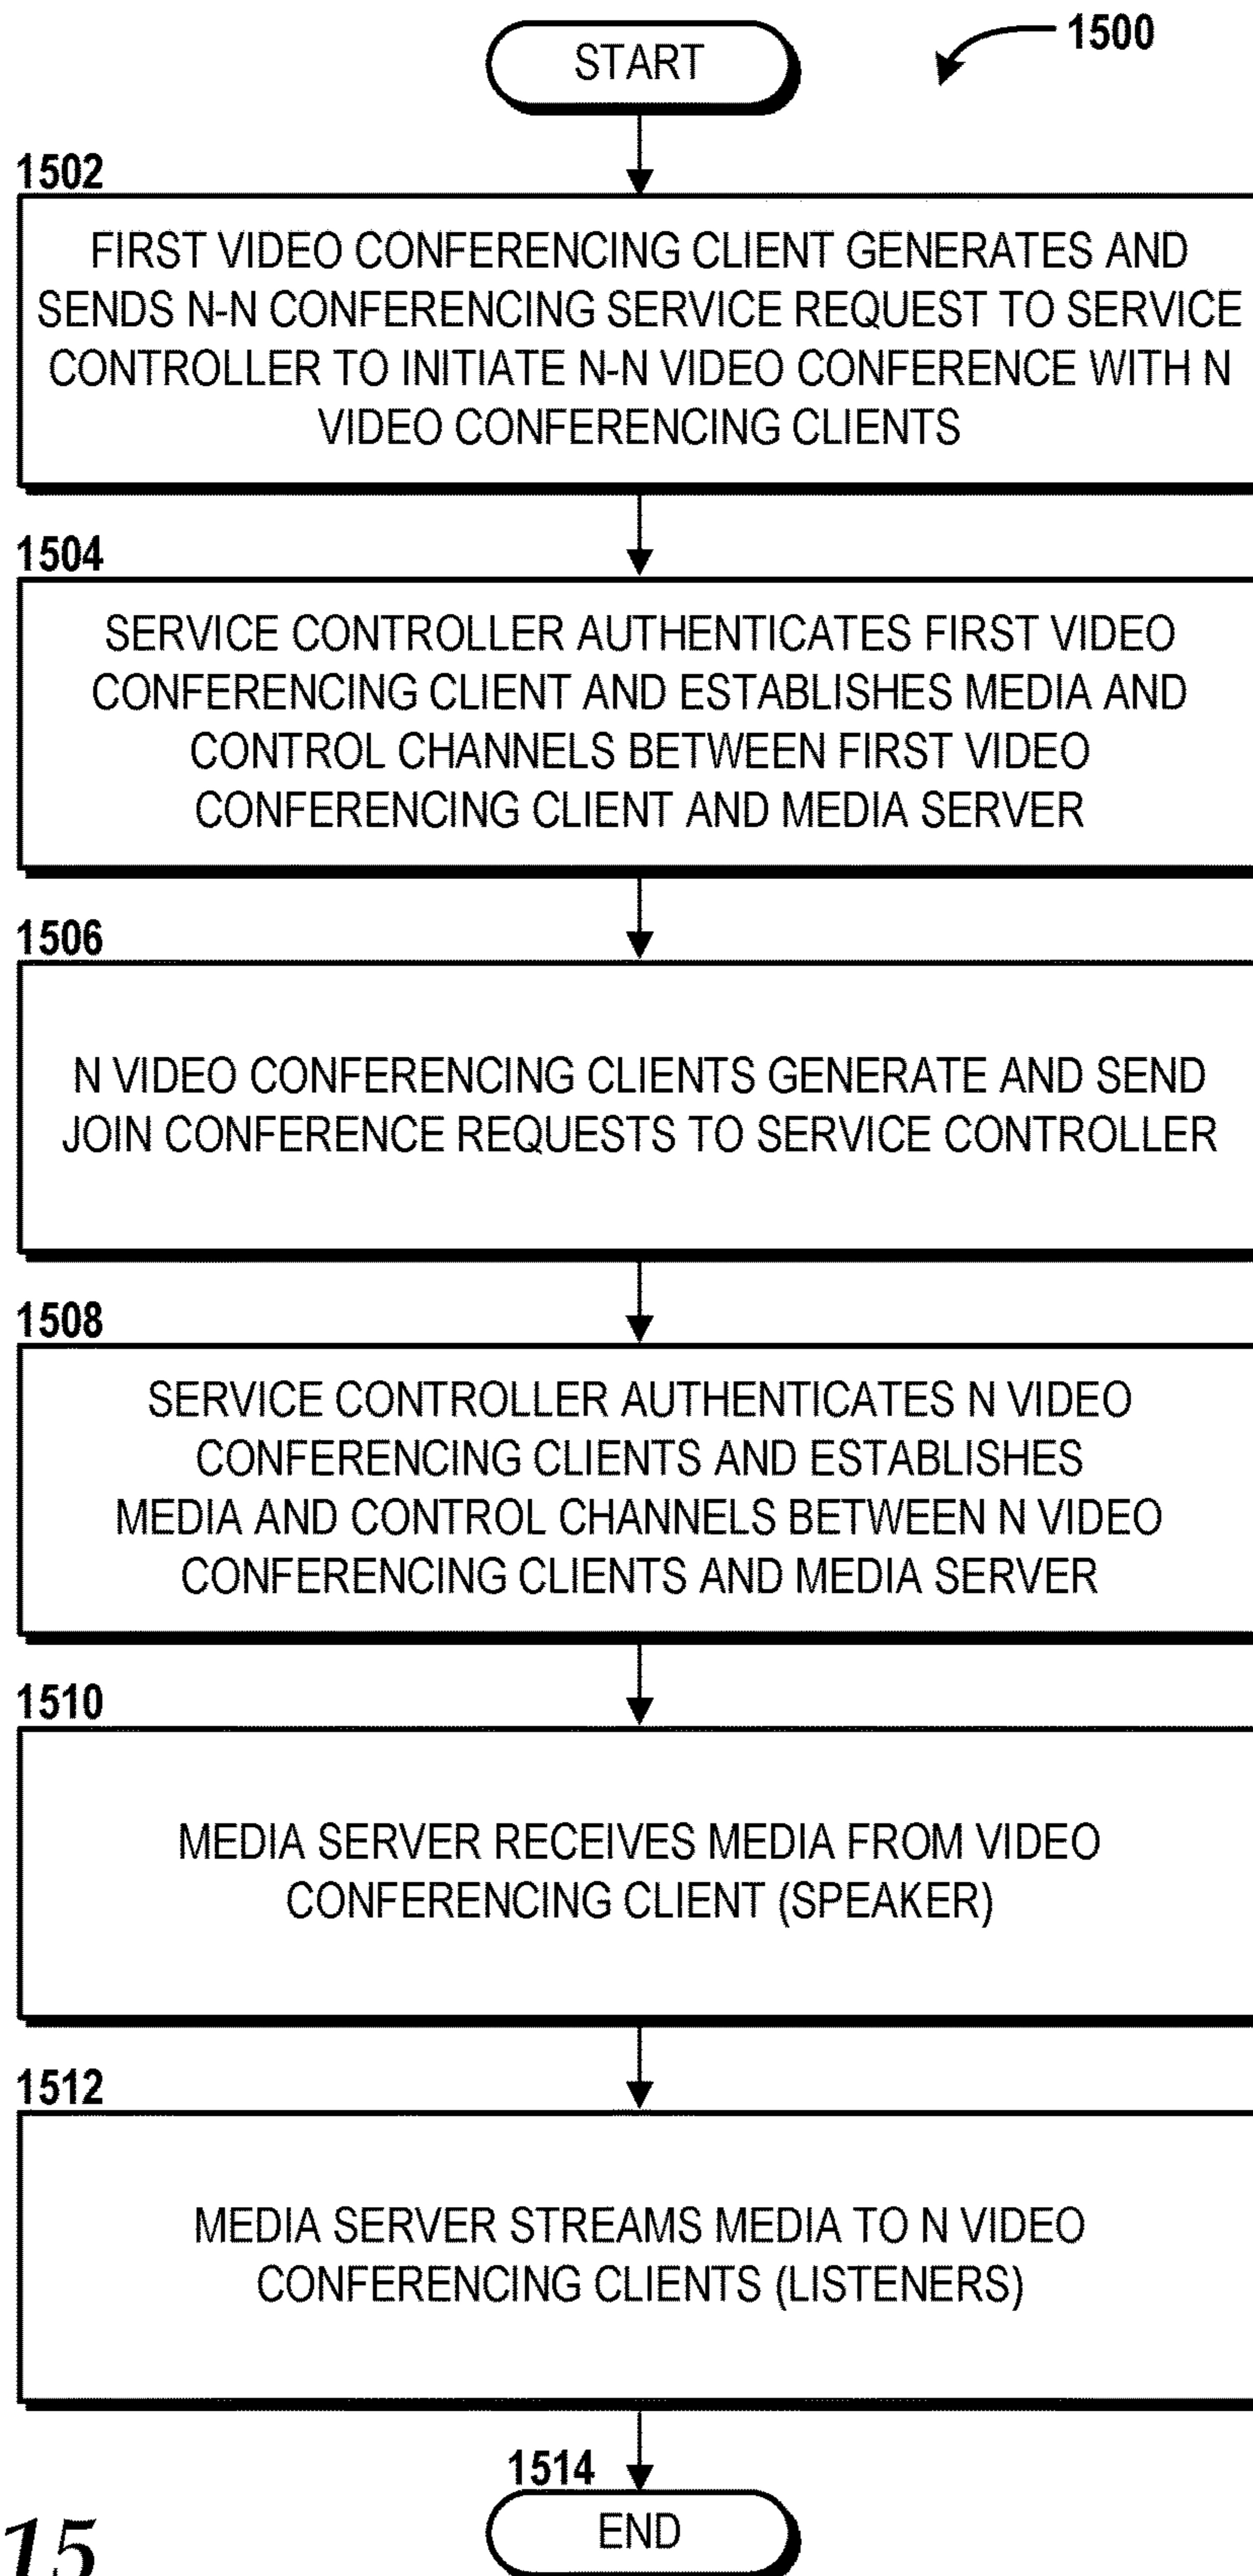 START
1500
1502
FIRST VIDEO CONFERENCING CLIENT GENERATES AND
SENDS N-N CONFERENCING SERVICE REQUEST TO SERVICE
CONTROLLER TO INITIATE N-N VIDEO CONFERENCE WITH N
VIDEO CONFERENCING CLIENTS
1504
SERVICE CONTROLLER AUTHENTICATES FIRST VIDEO
CONFERENCING CLIENT AND ESTABLISHES MEDIA AND
CONTROL CHANNELS BETWEEN FIRST VIDEO
CONFERENCING CLIENT AND MEDIA SERVER
1506
N VIDEO CONFERENCING CLIENTS GENERATE AND SEND
JOIN CONFERENCE REQUESTS TO SERVICE CONTROLLER
1508
SERVICE CONTROLLER AUTHENTICATES N VIDEO
CONFERENCING CLIENTS AND ESTABLISHES
MEDIA AND CONTROL CHANNELS BETWEEN N VIDEO
CONFERENCING CLIENTS AND MEDIA SERVER
1510
MEDIA SERVER RECEIVES MEDIA FROM VIDEO
CONFERENCING CLIENT (SPEAKER)
1512
MEDIA SERVER STREAMS MEDIA TO N VIDEO
CONFERENCING CLIENTS (LISTENERS)
1514
END
15